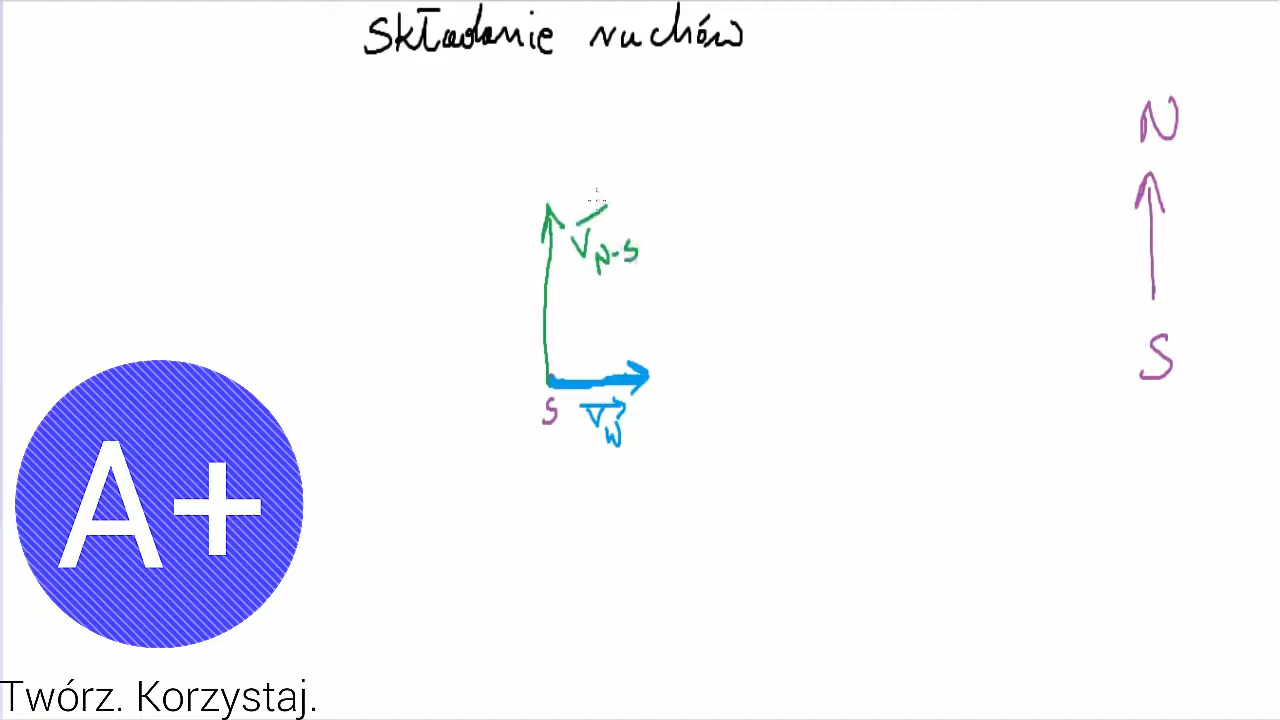 Składanie ruchów
N
V N-S
S
S
V W
A+
Twórz. Korzystaj.